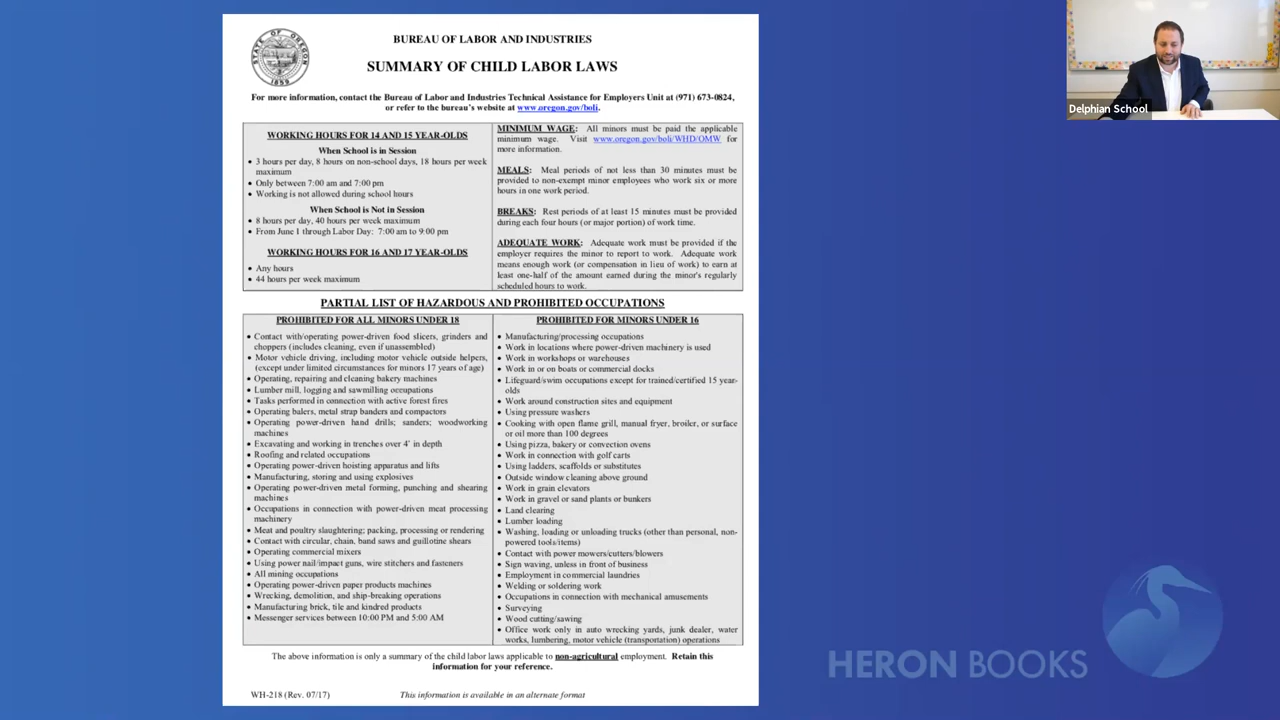 BUREAU OF LABOR AND INDUSTRIES
SUMMARY OF CHILD LABOR LAWS
For more information, contact the Bureau of Labor and Industries Technical Assistance for Employers Unit at (971) 673-0824,
or refer to the bureau's website at www.oregon.gov/boli.
STATE OF OREGON
1859
WORKING HOURS FOR 14 AND 15 YEAR-OLDS
When School is in Session
• 3 hours per day, 8 hours on non-school days, 18 hours per week
maximum
• Only between 7:00 am and 7:00 pm
• Working is not allowed during school hours
When School is Not in Session
• 8 hours per day, 40 hours per week maximum
• From June 1 through Labor Day: 7:00 am to 9:00 pm
WORKING HOURS FOR 16 AND 17 YEAR-OLDS
• Any hours
• 44 hours per week maximum
MINIMUM WAGE: All minors must be paid the applicable
minimum wage. Visit www.oregon.gov/boli/WHD/OMW for
more information.
MEALS: Meal periods of not less than 30 minutes must be
provided to non-exempt minor employees who work six or more
hours in one work period.
BREAKS: Rest periods of at least 15 minutes must be provided
during each four hours (or major portion) of work time.
ADEQUATE WORK: Adequate work must be provided if the
employer requires the minor to report to work. Adequate work
means enough work (or compensation in lieu of work) to earn at
least one-half of the amount earned during the minor's regularly
scheduled hours to work.
PARTIAL LIST OF HAZARDOUS AND PROHIBITED OCCUPATIONS
PROHIBITED FOR ALL MINORS UNDER 18
• Contact with/operating power-driven food slicers, grinders and
choppers (includes cleaning, even if unassembled)
• Motor vehicle driving, including motor vehicle outside helpers,
(except under limited circumstances for minors 17 years of age)
• Operating, repairing and cleaning bakery machines
• Lumber mill, logging and sawmilling occupations
• Tasks performed in connection with active forest fires
• Operating balers, metal strap banders and compactors
• Operating power-driven hand drills; sanders; woodworking
machines
• Excavating and working in trenches over 4' in depth
• Roofing and related occupations
• Operating power-driven hoisting apparatus and lifts
• Manufacturing, storing and using explosives
• Operating power-driven metal forming, punching and shearing
machines
• Occupations in connection with power-driven meat processing
machinery
• Meat and poultry slaughtering; packing, processing or rendering
• Contact with circular, chain, band saws and guillotine shears
• Operating commercial mixers
• Using power nail/impact guns, wire stitchers and fasteners
• All mining occupations
• Operating power-driven paper products machines
• Wrecking, demolition, and ship-breaking operations
• Manufacturing brick, tile and kindred products
• Messenger services between 10:00 PM and 5:00 AM
PROHIBITED FOR MINORS UNDER 16
• Manufacturing/processing occupations
• Work in locations where power-driven machinery is used
• Work in workshops or warehouses
• Work in or on boats or commercial docks
• Lifeguard/swim occupations except for trained/certified 15 year-
olds
• Work around construction sites and equipment
• Using pressure washers
• Cooking with open flame grill, manual fryer, broiler, or surface
or oil more than 100 degrees
• Using pizza, bakery or convection ovens
• Work in connection with golf carts
• Using ladders, scaffolds or substitutes
• Outside window cleaning above ground
• Work in grain elevators
• Work in gravel or sand plants or bunkers
• Land clearing
• Lumber loading
• Washing, loading or unloading trucks (other than personal, non-
powered tools/items)
• Contact with power mowers/cutters/blowers
• Sign waving, unless in front of business
• Employment in commercial laundries
• Welding or soldering work
• Occupations in connection with mechanical amusements
• Surveying
• Wood cutting/sawing
• Office work only in auto wrecking yards, junk dealer, water
works, lumbering, motor vehicle (transportation) operations
The above information is only a summary of the child labor laws applicable to non-agricultural employment. Retain this
information for your reference.
WH-218 (Rev. 07/17)
This information is available in an alternate format
Delphian School
HERON BOOKS